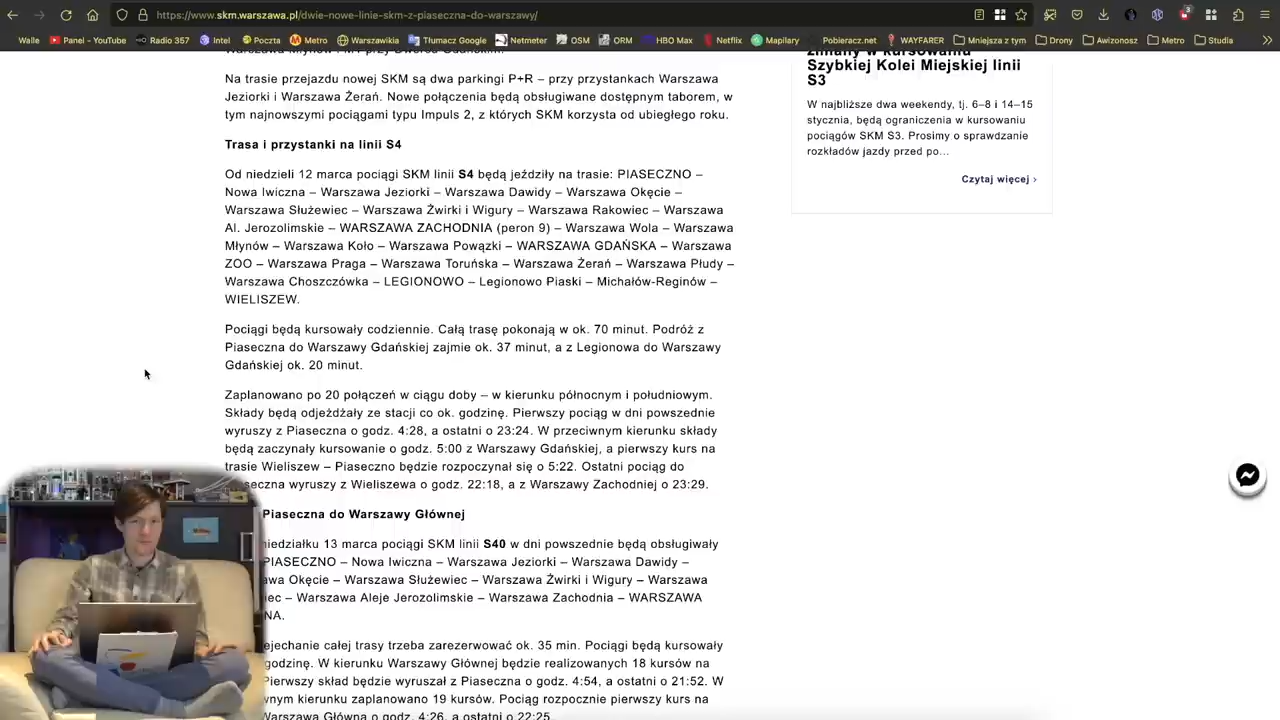 https://www.skm.warszawa.pl/dwie-nowe-linie-skm-z-piaseczna-do-warszawy/
3
Walle Panel - YouTube Radio 357 Intel Poczta Metro Warszawikia Tłumacz Google Netmeter OSM ORM HBO Max Netflix Mapilary Pobieracz.net WAYFARER Mniejsza z tym Drony Awizonosz Metro Studia
Na trasie przejazdu nowej SKM są dwa parkingi P+R – przy przystankach Warszawa
Jeziorki i Warszawa Żerań. Nowe połączenia będą obsługiwane dostępnym taborem, w
tym najnowszymi pociągami typu Impuls 2, z których SKM korzysta od ubiegłego roku.
Trasa i przystanki na linii S4
Od niedzieli 12 marca pociągi SKM linii S4 będą jeździły na trasie: PIASECZNO –
Nowa Iwiczna – Warszawa Jeziorki – Warszawa Dawidy – Warszawa Okęcie –
Warszawa Służewiec – Warszawa Żwirki i Wigury – Warszawa Rakowiec – Warszawa
Al. Jerozolimskie – WARSZAWA ZACHODNIA (peron 9) – Warszawa Wola – Warszawa
Młynów – Warszawa Koło – Warszawa Powązki – WARSZAWA GDAŃSKA – Warszawa
ZOO – Warszawa Praga – Warszawa Toruńska – Warszawa Żerań – Warszawa Płudy –
Warszawa Choszczówka – LEGIONOWO – Legionowo Piaski – Michałów-Reginów –
WIELISZEW.
Pociągi będą kursowały codziennie. Całą trasę pokonają w ok. 70 minut. Podróż z
Piaseczna do Warszawy Gdańskiej zajmie ok. 37 minut, a z Legionowa do Warszawy
Gdańskiej ok. 20 minut.
Zaplanowano po 20 połączeń w ciągu doby – w kierunku północnym i południowym.
Składy będą odjeżdżały ze stacji co ok. godzinę. Pierwszy pociąg w dni powszednie
wyruszy z Piaseczna o godz. 4:28, a ostatni o 23:24. W przeciwnym kierunku składy
będą zaczynały kursowanie o godz. 5:00 z Warszawy Gdańskiej, a pierwszy kurs na
trasie Wieliszew – Piaseczno będzie rozpoczynał się o 5:22. Ostatni pociąg do
seczna wyruszy z Wieliszewa o godz. 22:18, a z Warszawy Zachodniej o 23:29.
Piaseczna do Warszawy Głównej
niedziałku 13 marca pociągi SKM linii S40 w dni powszednie będą obsługiwały
PIASECZNO – Nowa Iwiczna – Warszawa Jeziorki – Warszawa Dawidy –
awa Okęcie – Warszawa Służewiec – Warszawa Żwirki i Wigury – Warszawa
iec – Warszawa Aleje Jerozolimskie – Warszawa Zachodnia – WARSZAWA
NA.
ejechanie całej trasy trzeba zarezerwować ok. 35 min. Pociągi będą kursowały
godzinę. W kierunku Warszawy Głównej będzie realizowanych 18 kursów na
Pierwszy skład będzie wyruszał z Piaseczna o godz. 4:54, a ostatni o 21:52. W
wnym kierunku zaplanowano 19 kursów. Pociąg rozpocznie pierwszy kurs na
Warszawa Główna o godz. 4:26, a ostatni o 22:25.
zmiany w kursowaniu
Szybkiej Kolei Miejskiej linii
S3
W najbliższe dwa weekendy, tj. 6–8 i 14–15
stycznia, będą ograniczenia w kursowaniu
pociągów SKM S3. Prosimy o sprawdzanie
rozkładów jazdy przed po...
Czytaj więcej ›